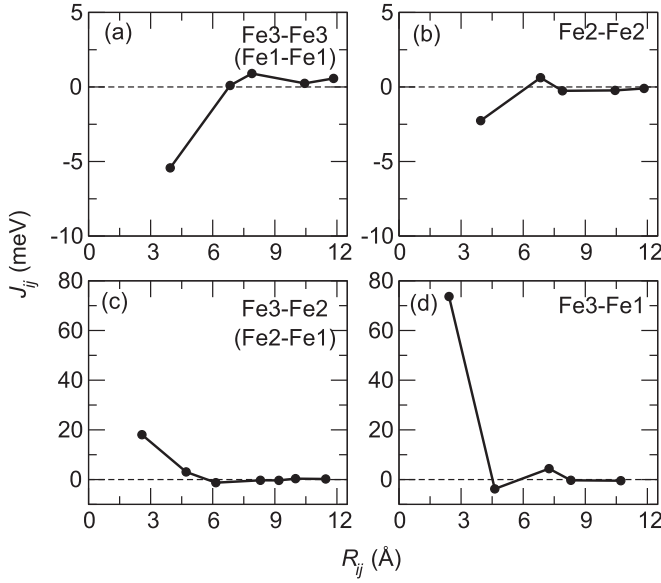 (a)
Fe3-Fe3
(Fe1-Fe1)
5
0
-5
-10
0 3 6 9 12
(b)
Fe2-Fe2
5
0
-5
-10
0 3 6 9 12
J_ij (meV)
(c)
Fe3-Fe2
(Fe2-Fe1)
80
60
40
20
0
0 3 6 9 12
(d)
Fe3-Fe1
80
60
40
20
0
0 3 6 9 12
R_ij (Å)